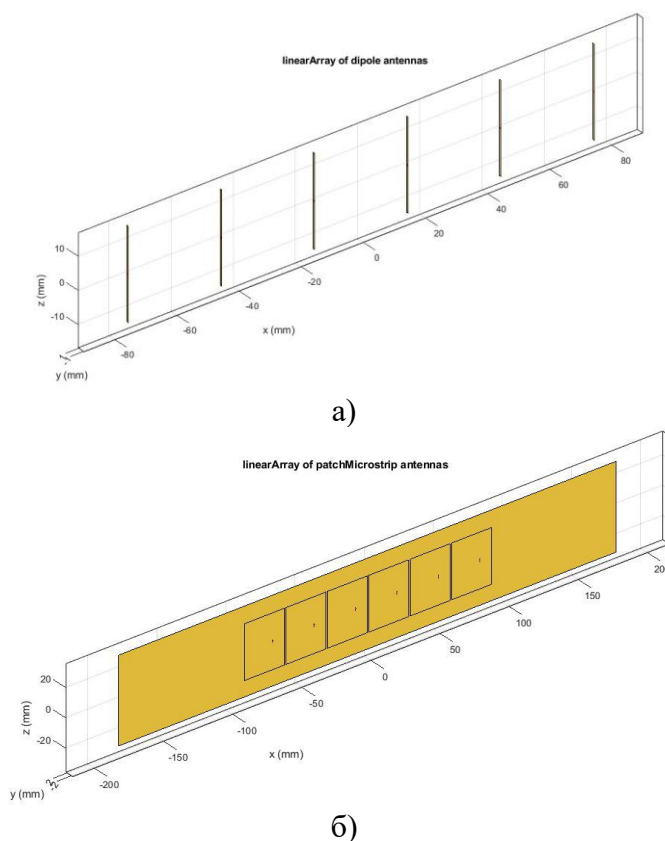 linearArray of dipole antennas
10
0
-10
z (mm)
-1
y (mm)
-80
-60
-40
-20
0
20
40
60
80
x (mm)
а)
linearArray of patchMicrostrip antennas
20
0
-20
z (mm)
y (mm)
-200
-150
-100
-50
0
50
100
150
x (mm)
б)